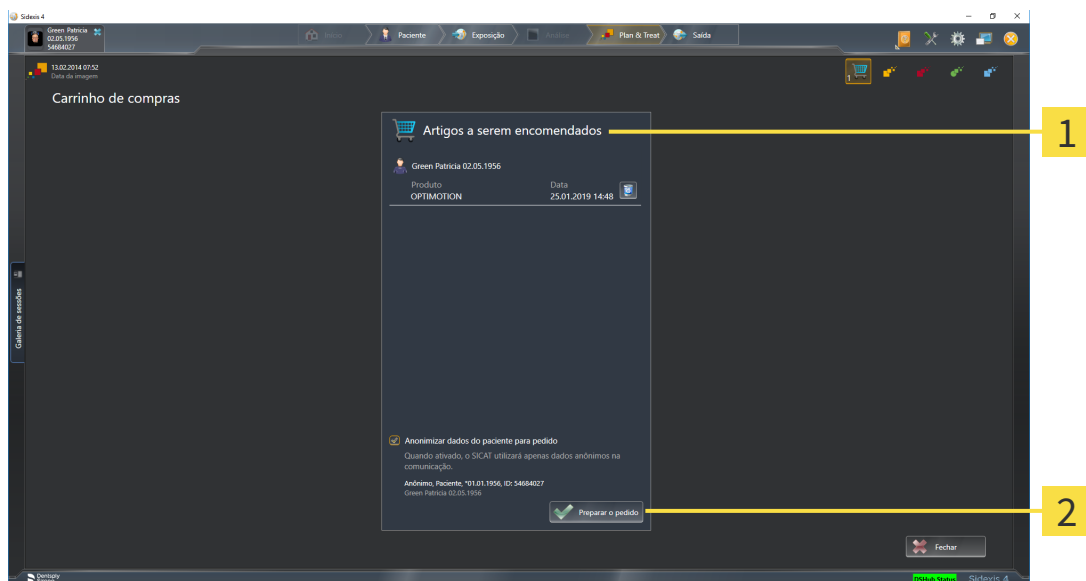 Sidexis 4
Green Patricia
02.05.1956
54684027
Início
Paciente
Exposição
Análise
Plan & Treat
Saída
13.02.2014 07:52
Data da imagem
1
Carrinho de compras
Artigos a serem encomendados
1
Green Patricia 02.05.1956
Produto Data
OPTIMOTION 25.01.2019 14:48
Galeria de sessões
Anonimizar dados do paciente para pedido
Quando ativado, o SICAT utilizará apenas dados anônimos na
comunicação.
Anônimo, Paciente, *01.01.1956, ID: 54684027
Green Patricia 02.05.1956
Preparar o pedido
2
Fechar
Dentsply
DSHub Status
Sidexis 4